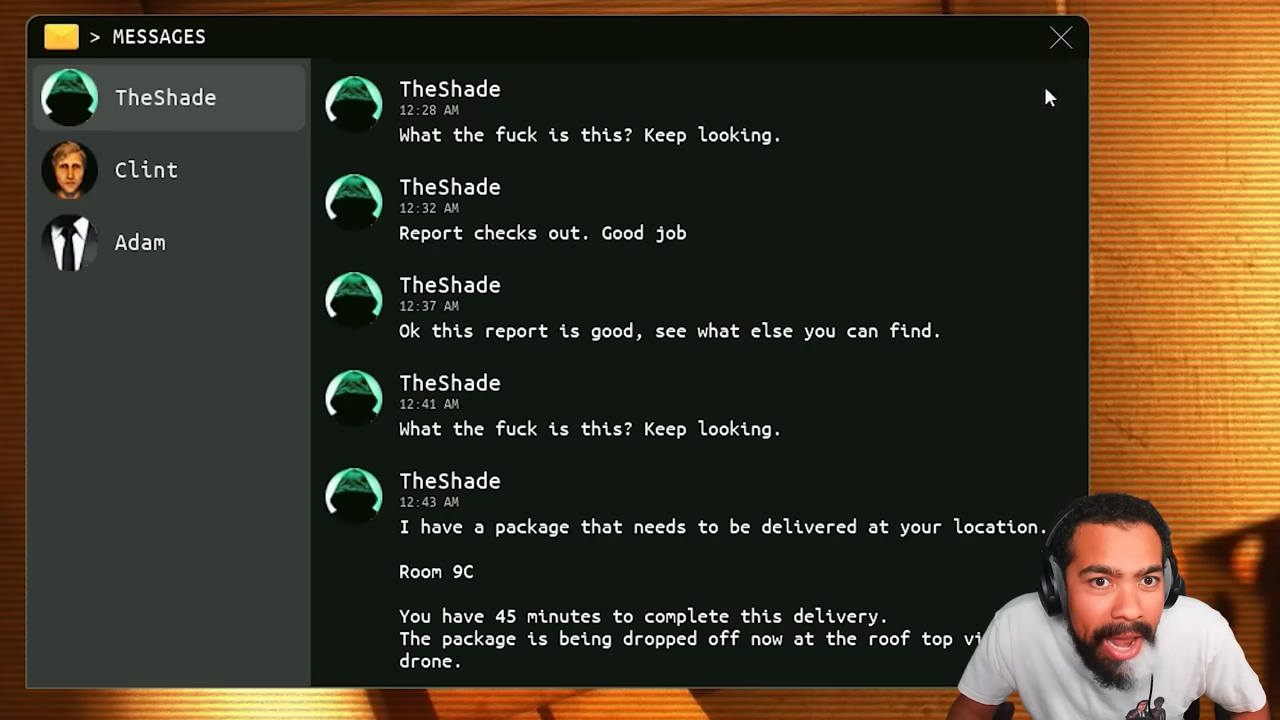 > MESSAGES
TheShade
Clint
Adam
TheShade
12:28 AM
What the fuck is this? Keep looking.
TheShade
12:32 AM
Report checks out. Good job
TheShade
12:37 AM
Ok this report is good, see what else you can find.
TheShade
12:41 AM
What the fuck is this? Keep looking.
TheShade
12:43 AM
I have a package that needs to be delivered at your location.
Room 9C
You have 45 minutes to complete this delivery.
The package is being dropped off now at the roof top
drone.